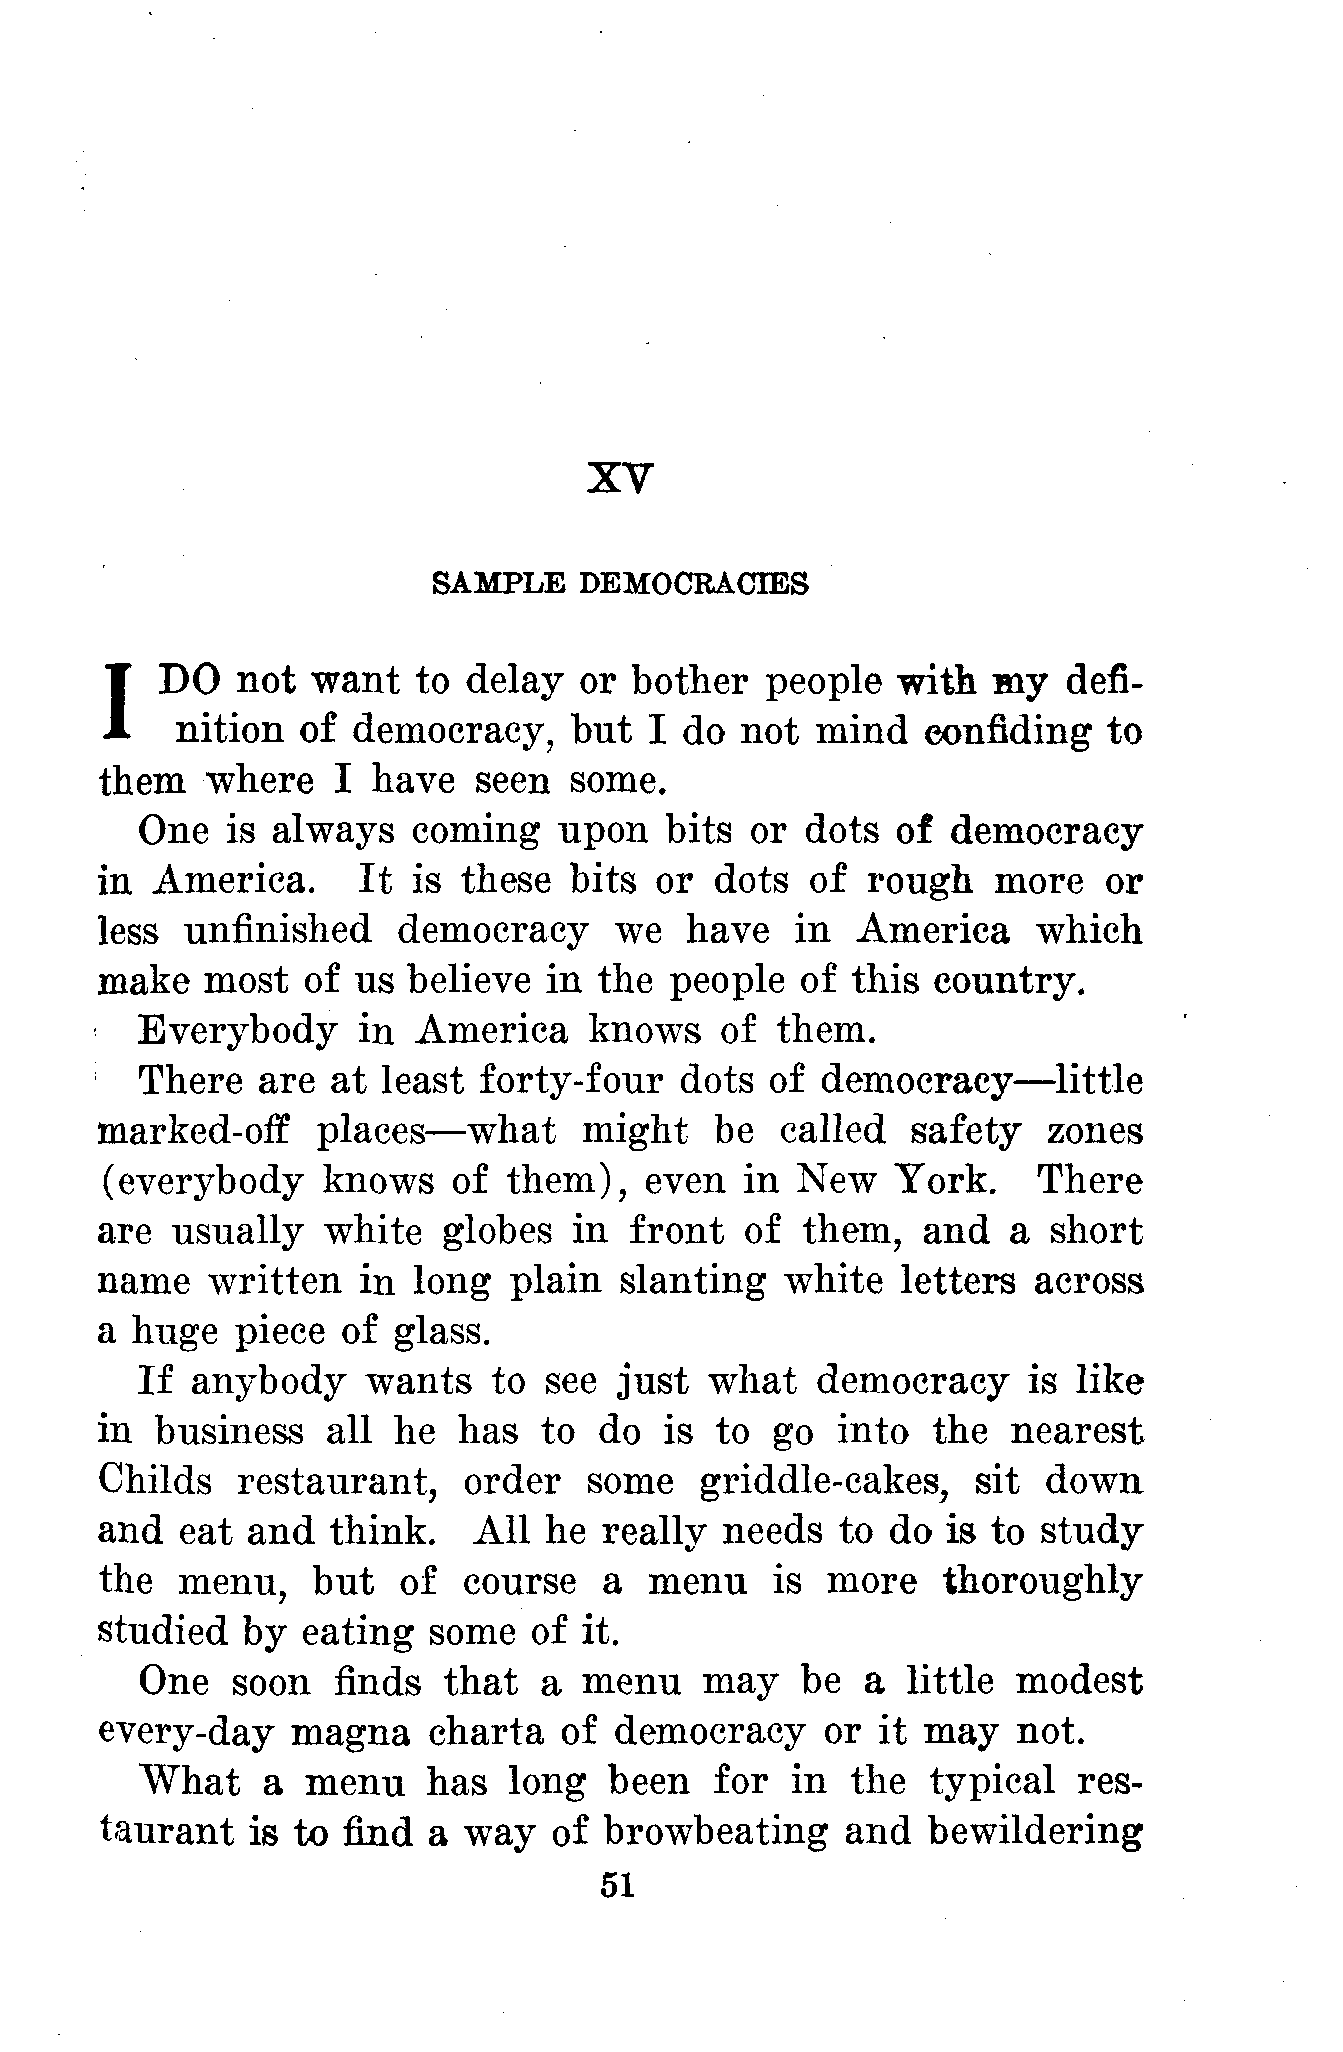 XV
SAMPLE DEMOCRACIES
I DO not want to delay or bother people with my defi-
nition of democracy, but I do not mind confiding to
them where I have seen some.
One is always coming upon bits or dots of democracy
in America. It is these bits or dots of rough more or
less unfinished democracy we have in America which
make most of us believe in the people of this country.
Everybody in America knows of them.
There are at least forty-four dots of democracy—little
marked-off places—what might be called safety zones
(everybody knows of them), even in New York. There
are usually white globes in front of them, and a short
name written in long plain slanting white letters across
a huge piece of glass.
If anybody wants to see just what democracy is like
in business all he has to do is to go into the nearest
Childs restaurant, order some griddle-cakes, sit down
and eat and think. All he really needs to do is to study
the menu, but of course a menu is more thoroughly
studied by eating some of it.
One soon finds that a menu may be a little modest
every-day magna charta of democracy or it may not.
What a menu has long been for in the typical res-
taurant is to find a way of browbeating and bewildering
51